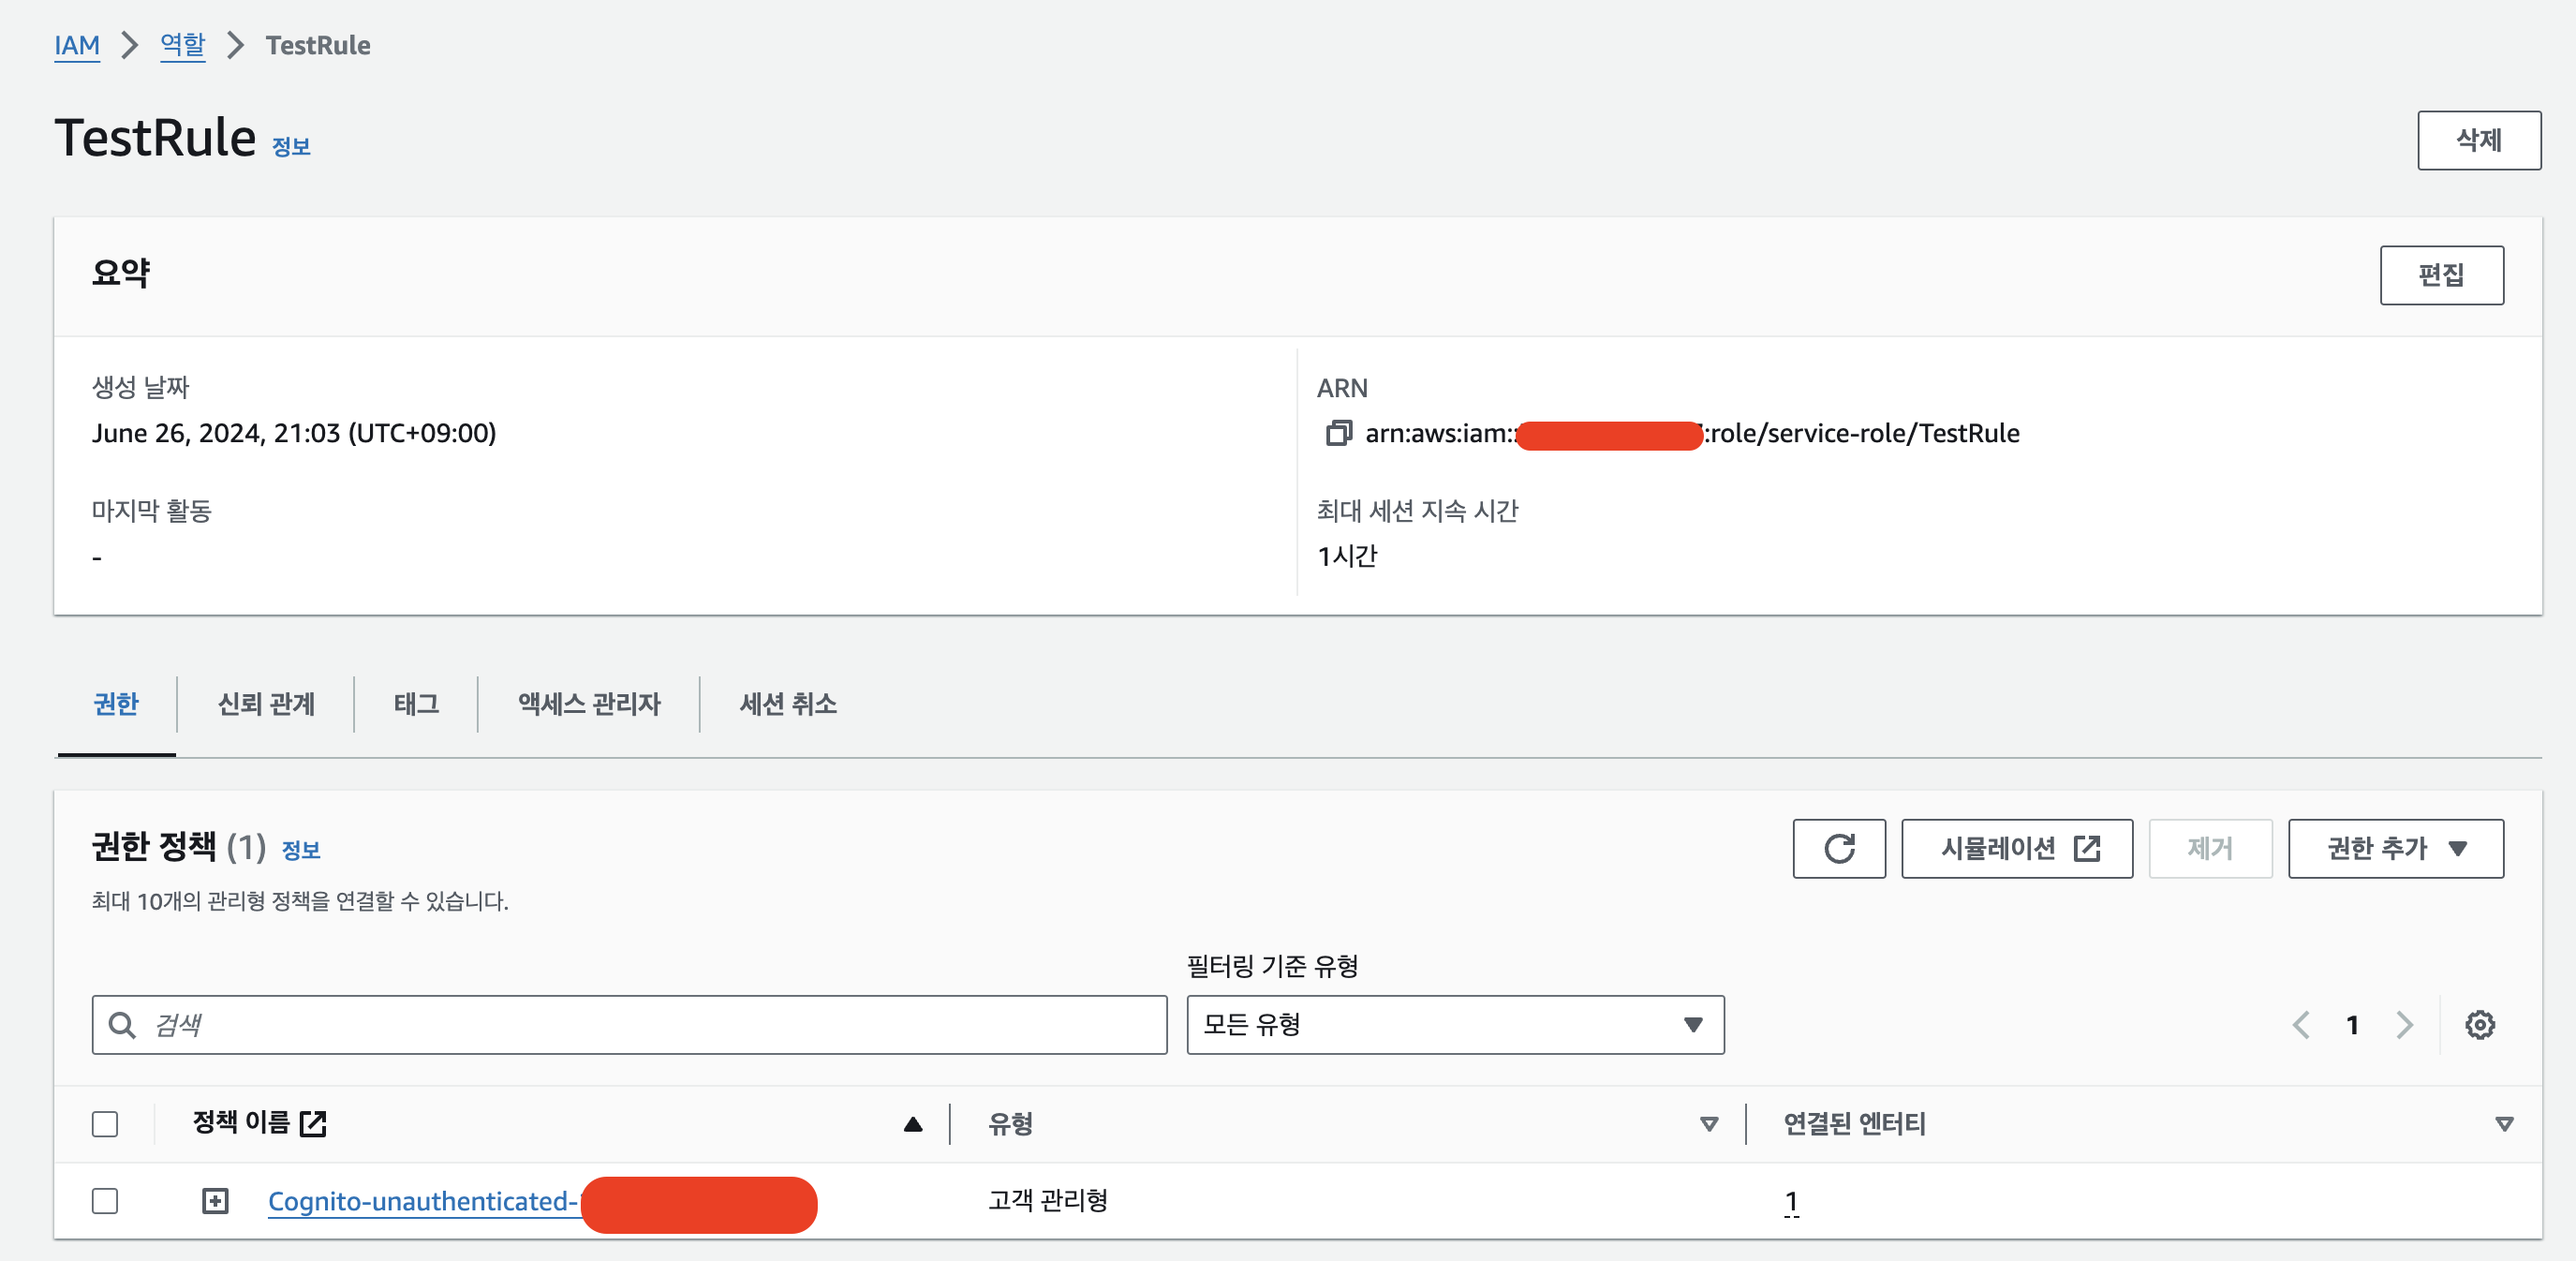 IAM > 역할 > TestRule
TestRule 정보
삭제
요약
편집
생성 날짜
June 26, 2024, 21:03 (UTC+09:00)
ARN
arn:aws:iam:: :role/service-role/TestRule
마지막 활동
-
최대 세션 지속 시간
1시간
권한 신뢰 관계 태그 액세스 관리자 세션 취소
권한 정책 (1) 정보
시뮬레이션 제거 권한 추가
최대 10개의 관리형 정책을 연결할 수 있습니다.
필터링 기준 유형
검색
모든 유형
1
정책 이름 유형 연결된 엔터티
Cognito-unauthenticated- 고객 관리형 1